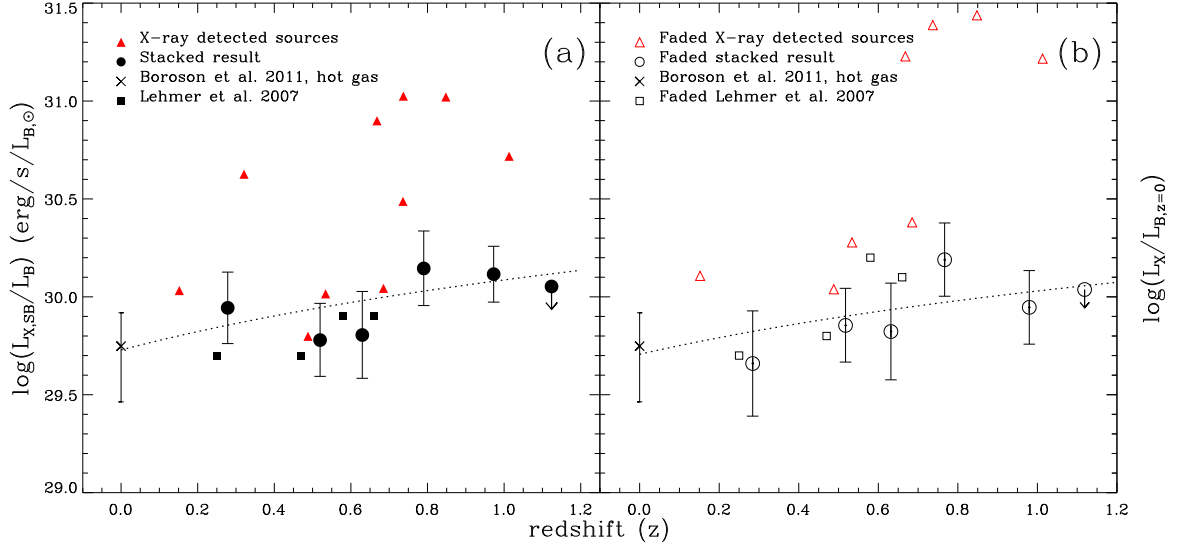 31.5
31.0
30.5
30.0
29.5
29.0
log(L_X,SB/L_B) (erg/s/L_B,⊙)
(a)
X-ray detected sources
Stacked result
Boroson et al. 2011, hot gas
Lehmer et al. 2007
0.0 0.2 0.4 0.6 0.8 1.0 1.2
(b)
Faded X-ray detected sources
Faded stacked result
Boroson et al. 2011, hot gas
Faded Lehmer et al. 2007
0.0 0.2 0.4 0.6 0.8 1.0 1.2
log(L_X/L_B,z=0)
redshift (z)